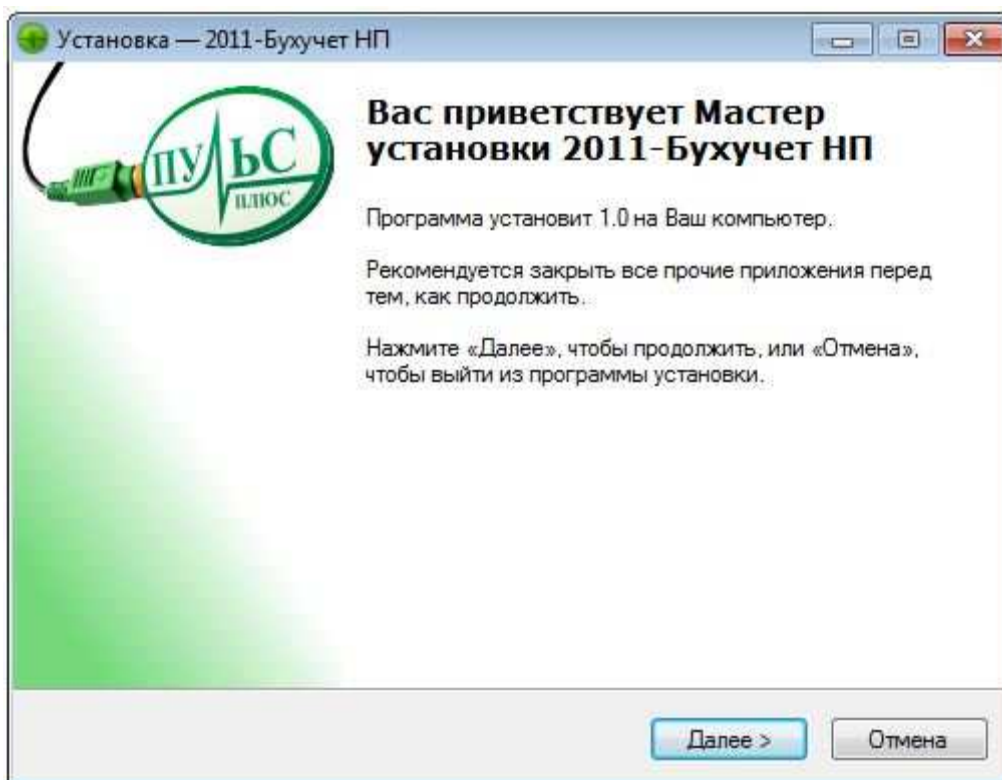 Установка — 2011-Бухучет НП
ПУЛЬС
ПЛЮС
Вас приветствует Мастер
установки 2011-Бухучет НП
Программа установит 1.0 на Ваш компьютер.
Рекомендуется закрыть все прочие приложения перед
тем, как продолжить.
Нажмите «Далее», чтобы продолжить, или «Отмена»,
чтобы выйти из программы установки.
Далее >
Отмена